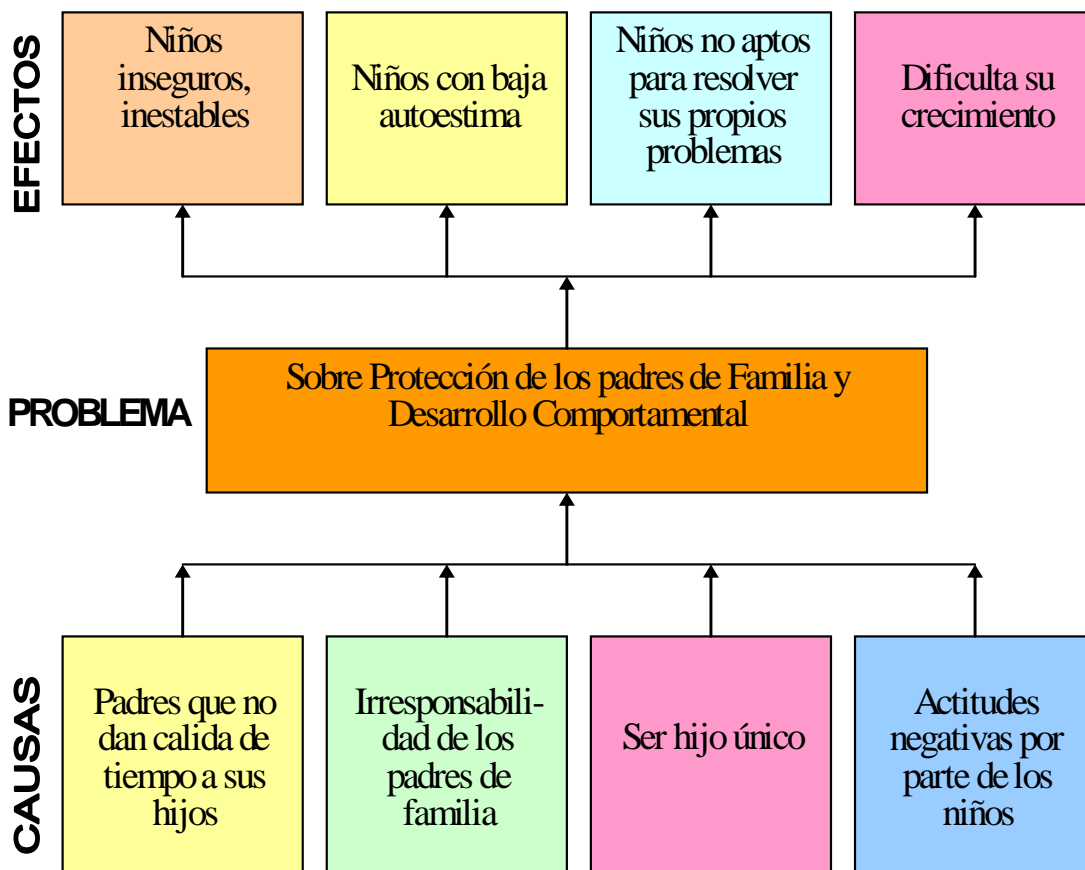 EFECTOS
Niños
inseguros,
inestables
Niños con baja
autoestima
Niños no aptos
para resolver
sus propios
problemas
Dificulta su
crecimiento
PROBLEMA
Sobre Protección de los padres de Familia y
Desarrollo Comportamental
CAUSAS
Padres que no
dan calida de
tiempo a sus
hijos
Irresponsabili-
dad de los
padres de
familia
Ser hijo único
Actitudes
negativas por
parte de los
niños